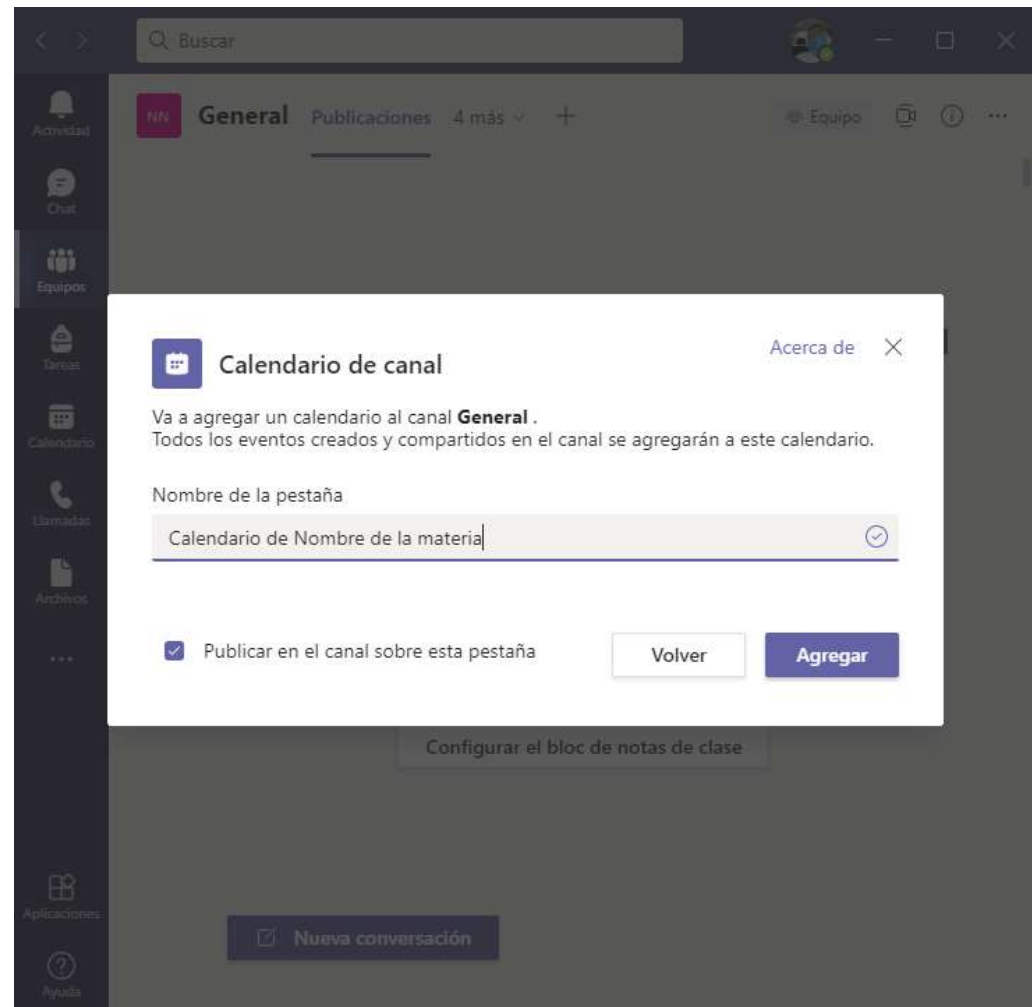 Buscar
Actividad
Chat
Equipos
Tareas
Calendario
Llamadas
Archivos
Aplicaciones
Ayuda
NN General Publicaciones 4 más + Equipo
Calendario de canal
Acerca de
Va a agregar un calendario al canal General .
Todos los eventos creados y compartidos en el canal se agregarán a este calendario.
Nombre de la pestaña
Calendario de Nombre de la materia
Publicar en el canal sobre esta pestaña
Volver
Agregar
Configurar el bloc de notas de clase
Nueva conversación